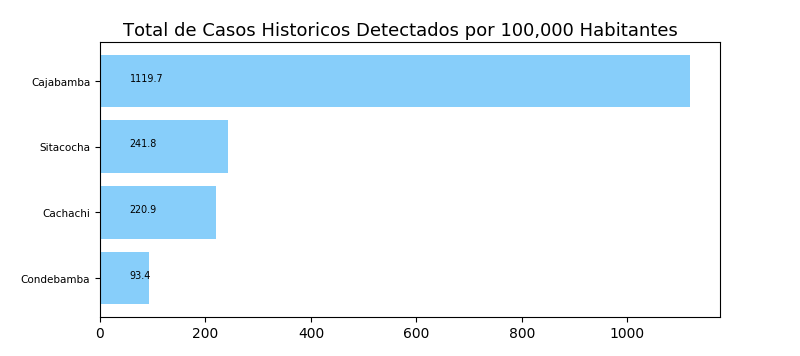 Total de Casos Historicos Detectados por 100,000 Habitantes
Cajabamba 1119.7
Sitacocha 241.8
Cachachi 220.9
Condebamba 93.4
0 200 400 600 800 1000